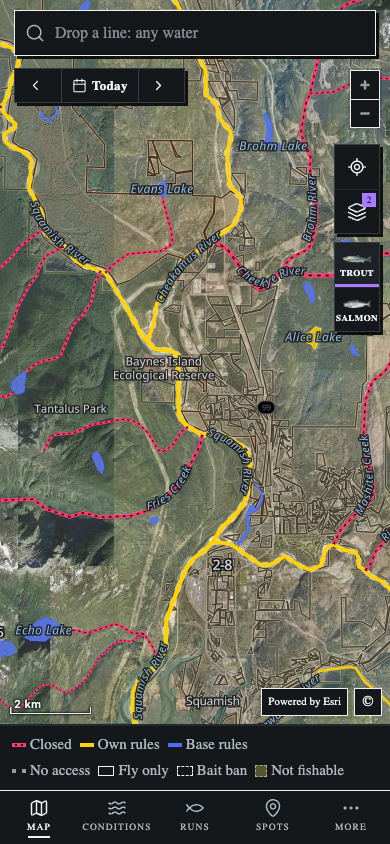 Drop a line: any water
Today
2
TROUT
SALMON
Brohm Lake
Evans Lake
Brohm River
Squamish River
Cheakamus River
Cheekye River
Alice Lake
Baynes Island
Ecological Reserve
Tantalus Park
99
Squamish River
Mashiter Creek
Fries Creek
2-8
Echo Lake
Squamish River
Squamish
2 km
Powered by Esri
©
Closed
Own rules
Base rules
No access
Fly only
Bait ban
Not fishable
MAP
CONDITIONS
RUNS
SPOTS
MORE